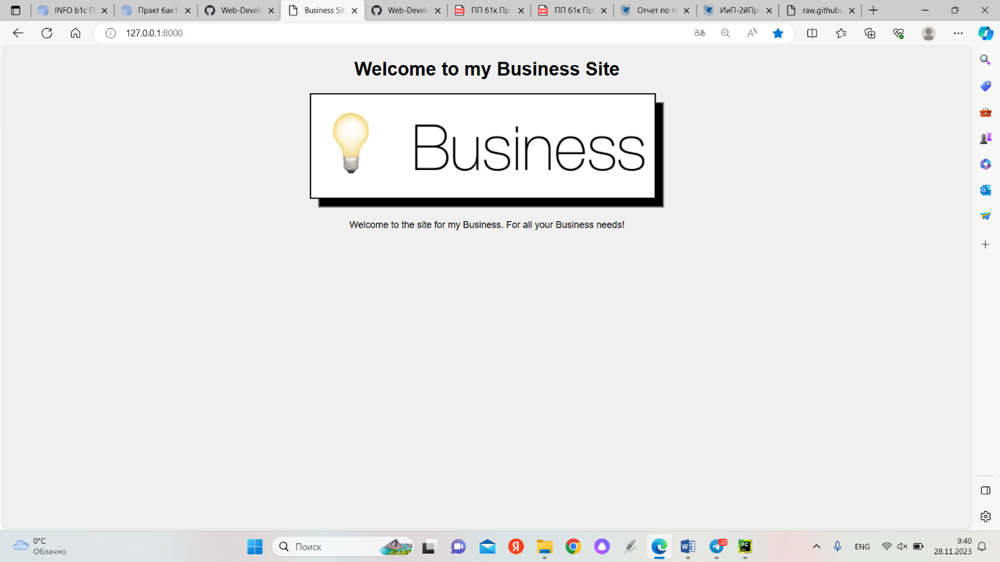 INFO b1c П
Практ бак1
Web-Develo
Business Sit
Web-Develo
ПП 61к Пр
ПП 61к Пр
Отчет по п
ИиП-2йПро
raw.githubu
127.0.0.1:8000
Welcome to my Business Site
Business
Welcome to the site for my Business. For all your Business needs!
0°C
Облачно
Поиск
20
ENG
9:40
28.11.2023